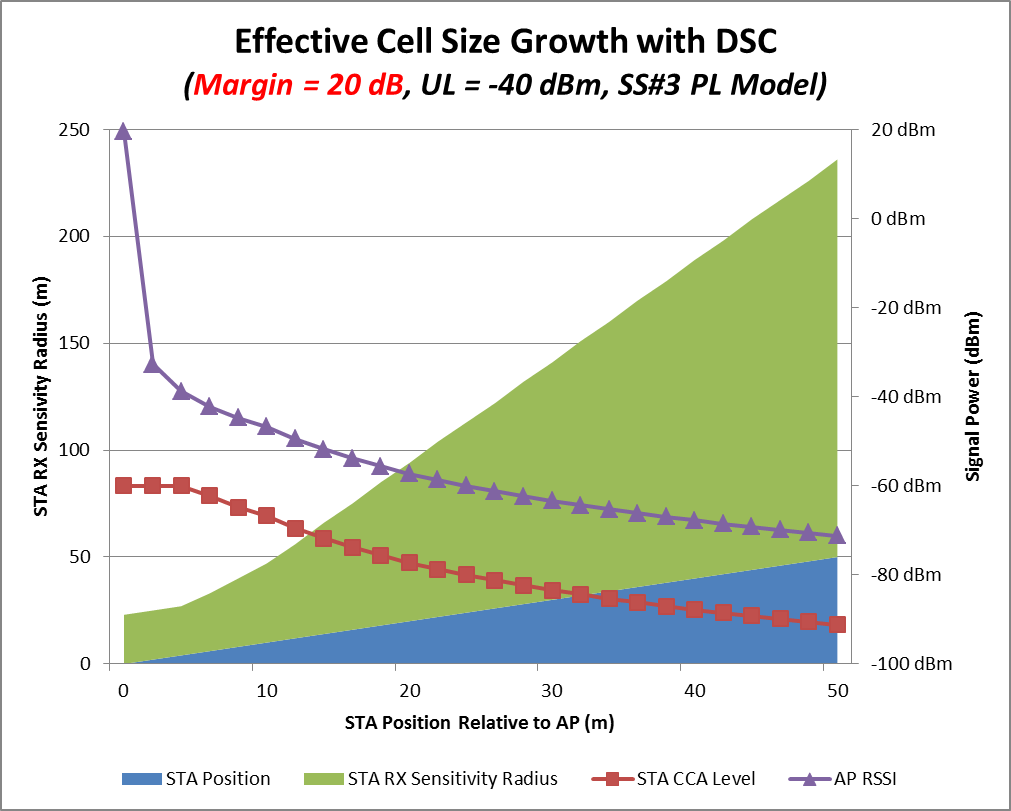 Effective Cell Size Growth with DSC
(Margin = 20 dB, UL = -40 dBm, SS#3 PL Model)
250
200
150
100
50
0
STA RX Sensivity Radius (m)
20 dBm
0 dBm
-20 dBm
-40 dBm
-60 dBm
-80 dBm
-100 dBm
Signal Power (dBm)
0 10 20 30 40 50
STA Position Relative to AP (m)
STA Position STA RX Sensitivity Radius STA CCA Level AP RSSI